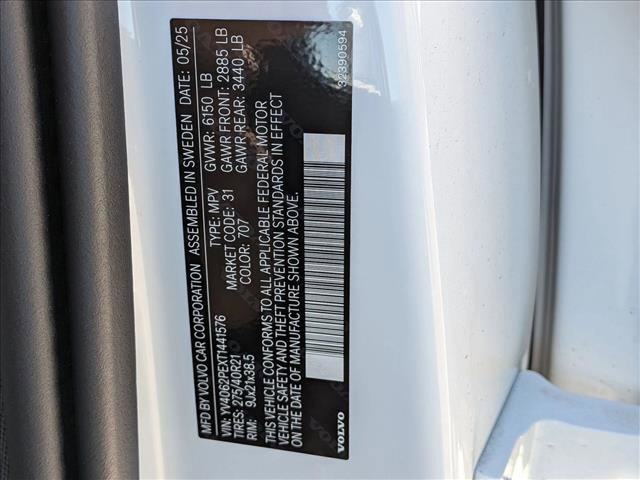 MFD BY VOLVO CAR CORPORATION ASSEMBLED IN SWEDEN DATE: 05/25
VIN: YV4062PEXT1441576 TYPE: MPV GVWR: 6150 LB
TIRES: 275/40R21 MARKET CODE: 31 GAWR FRONT: 2885 LB
RIM: 9Jx21x38.5 COLOR: 707 GAWR REAR: 3440 LB
THIS VEHICLE CONFORMS TO ALL APPLICABLE FEDERAL MOTOR
VEHICLE SAFETY AND THEFT PREVENTION STANDARDS IN EFFECT
ON THE DATE OF MANUFACTURE SHOWN ABOVE.
VOLVO 32390594